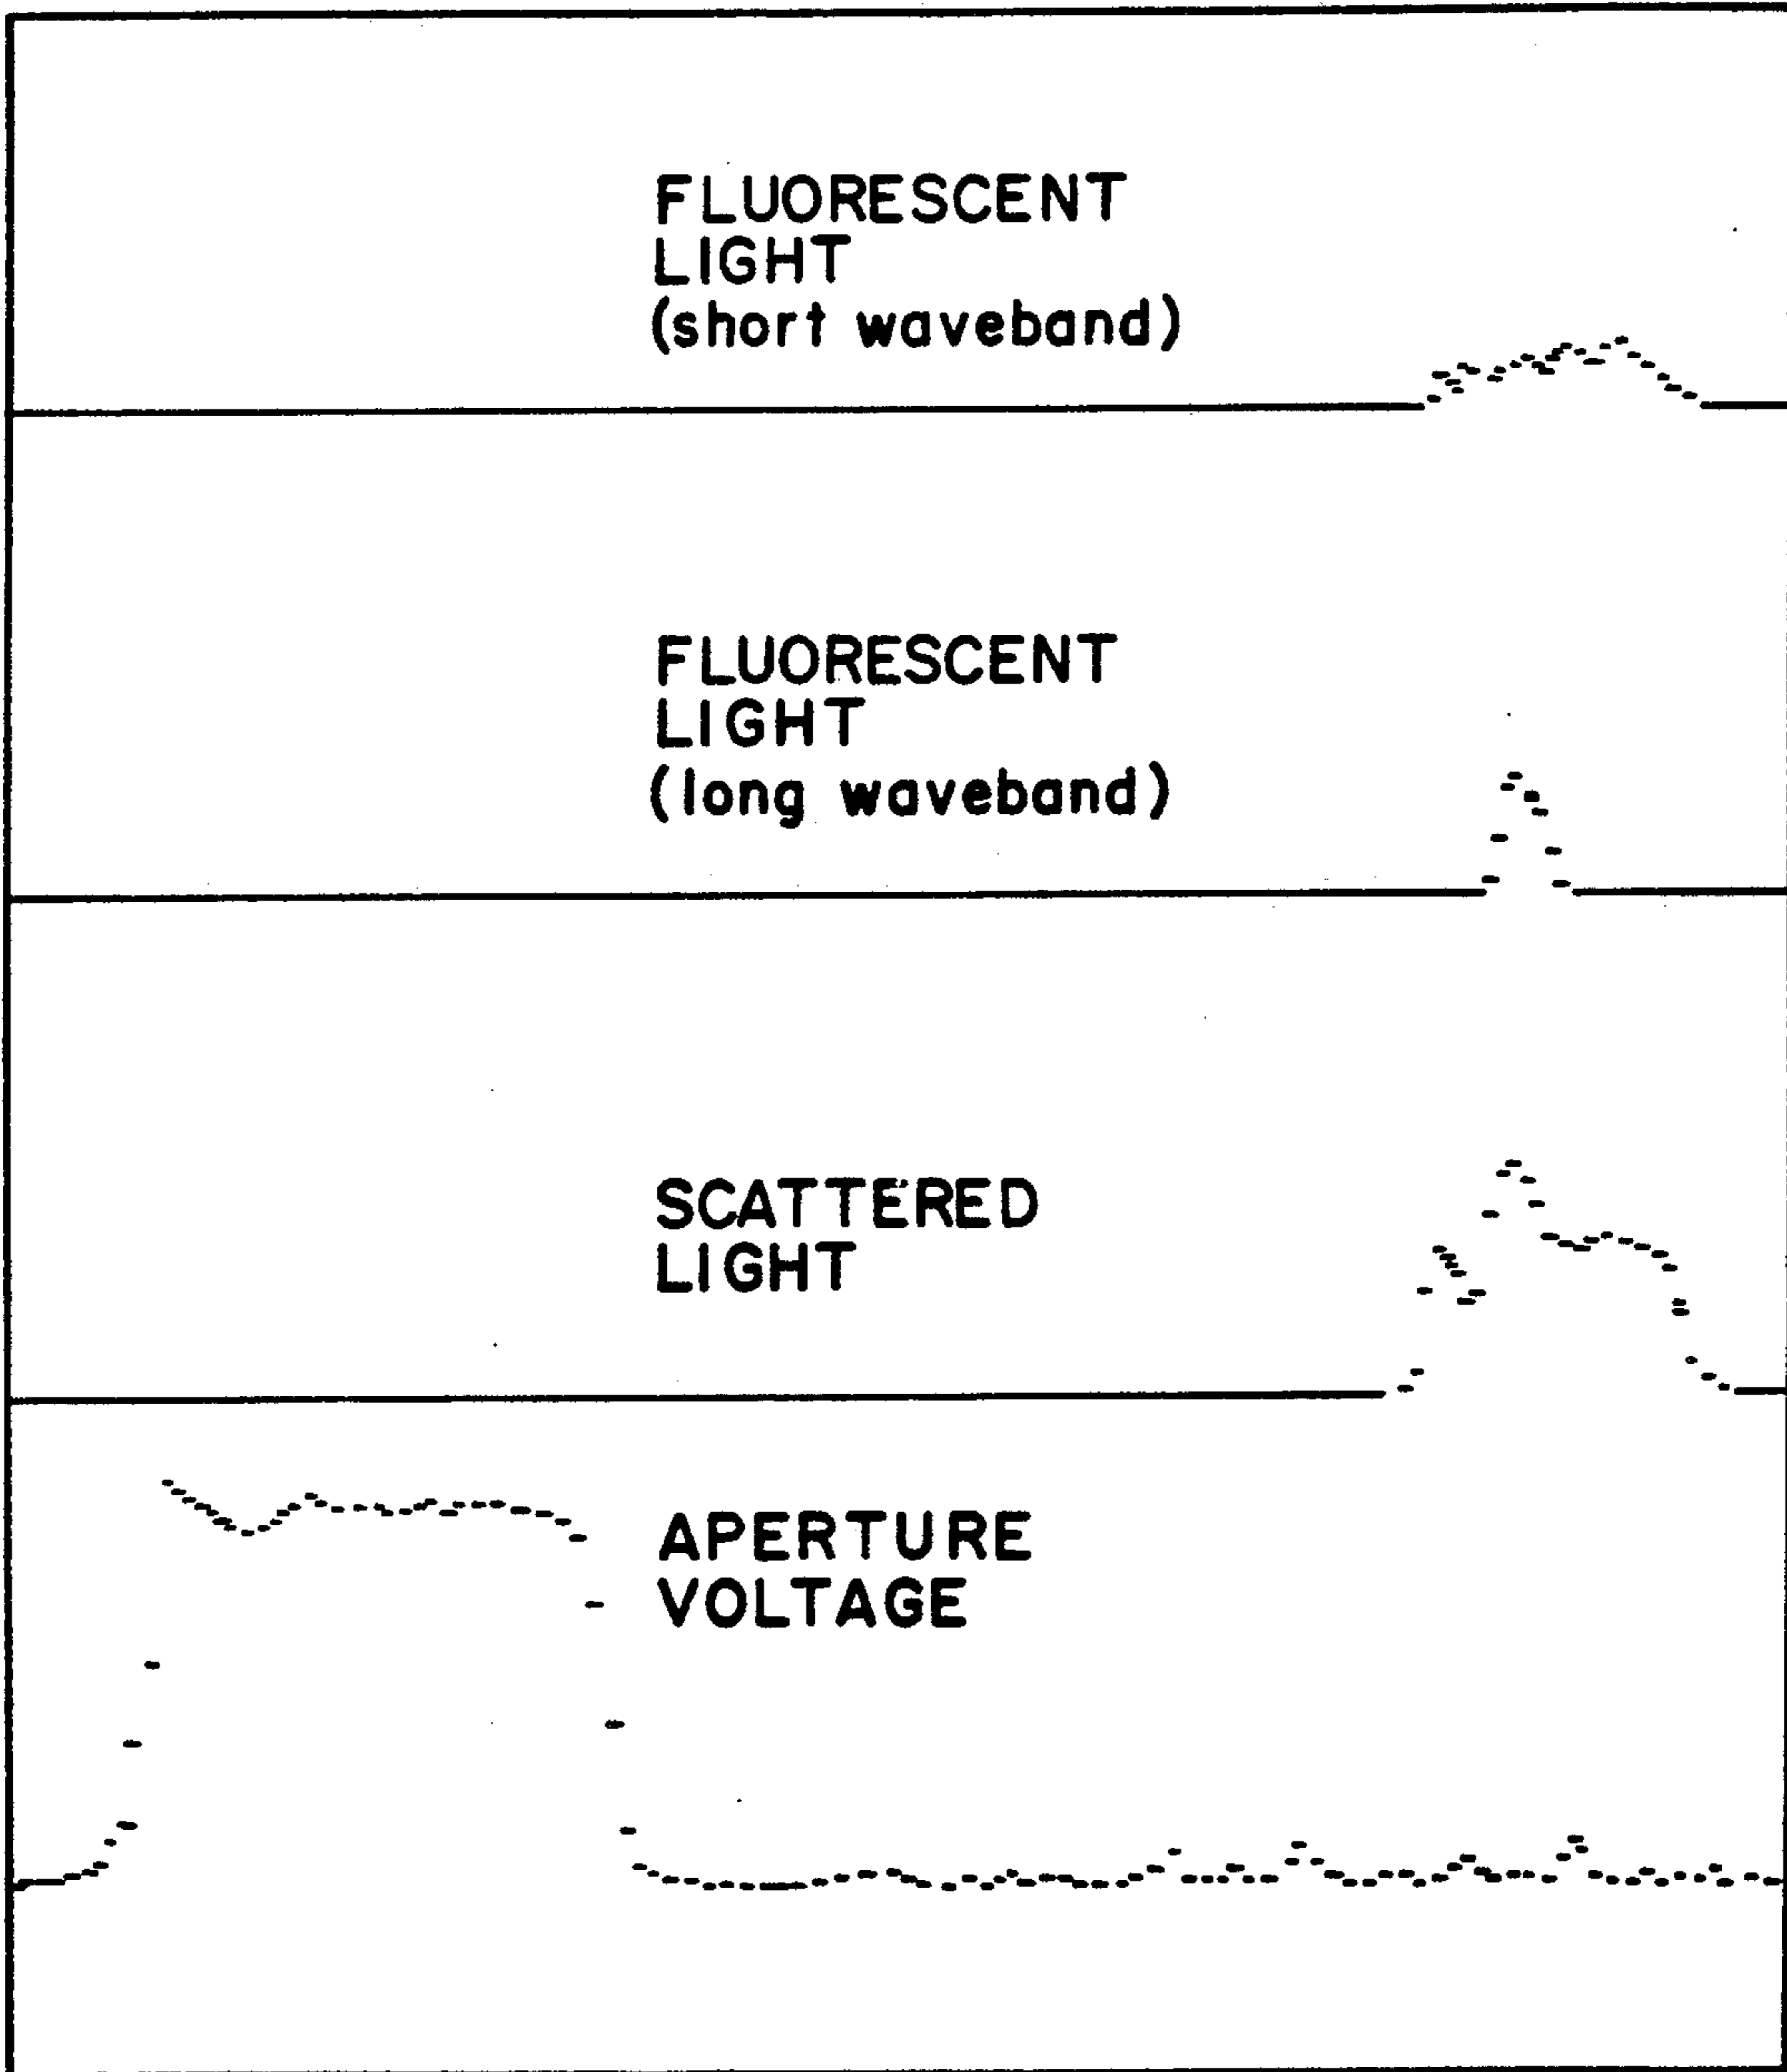 FLUORESCENT
LIGHT
(short waveband)
FLUORESCENT
LIGHT
(long waveband)
SCATTERED
LIGHT
APERTURE
VOLTAGE